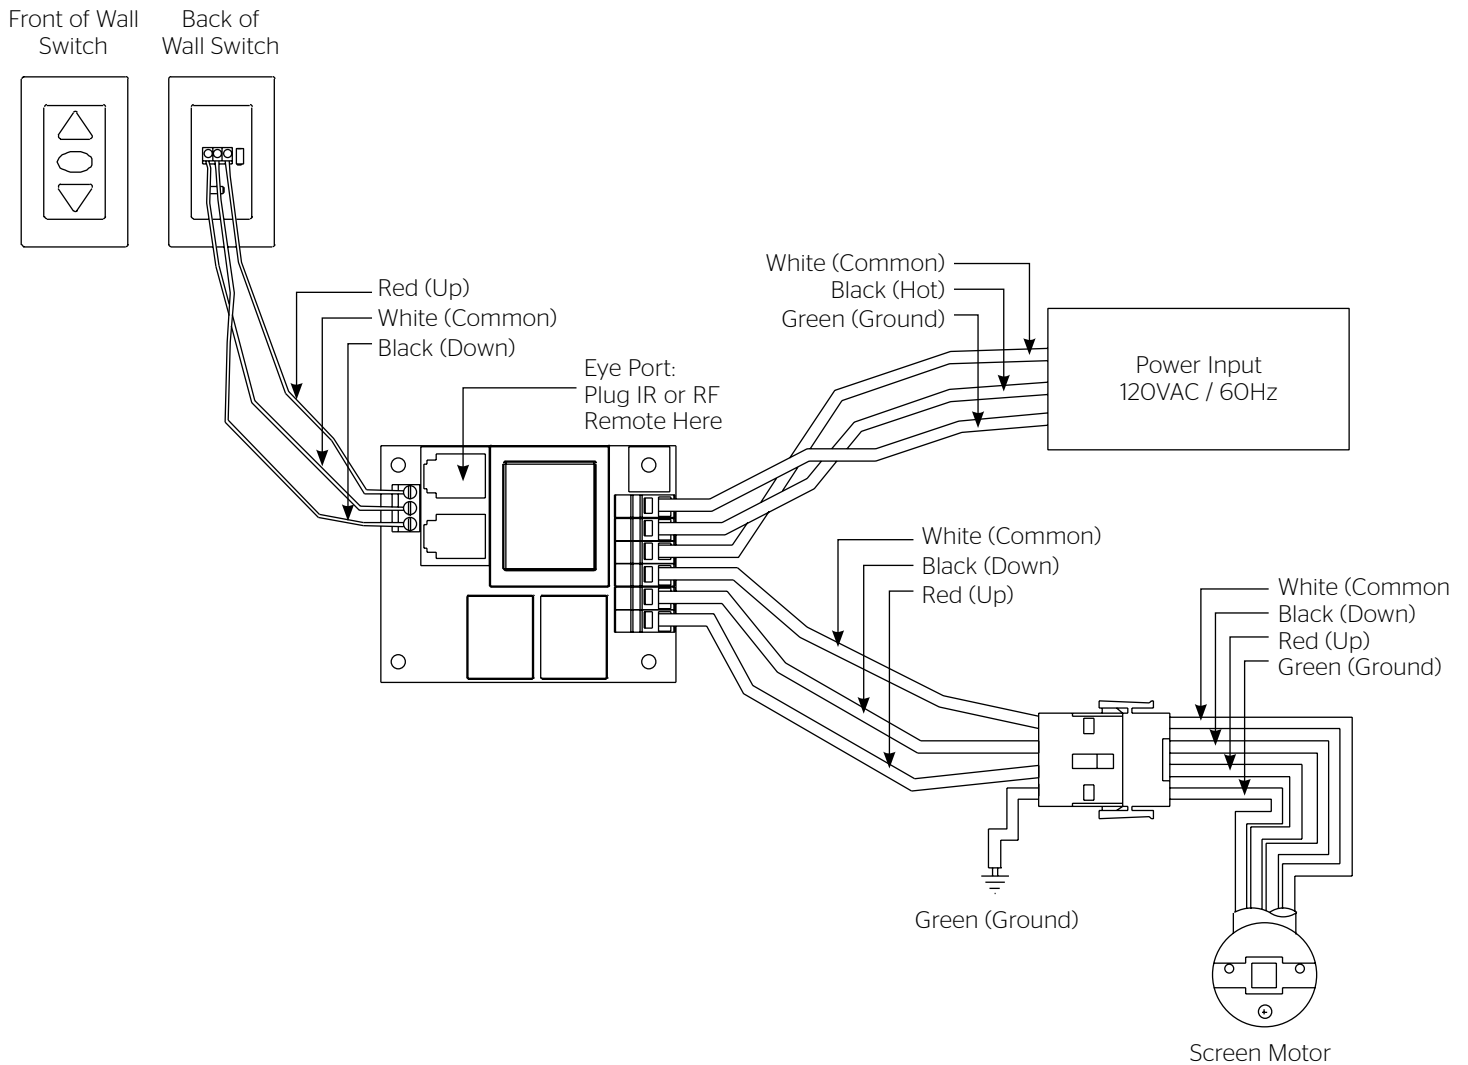 Front of Wall
Switch
Back of
Wall Switch
Red (Up)
White (Common)
Black (Down)
Eye Port:
Plug IR or RF
Remote Here
White (Common)
Black (Hot)
Green (Ground)
Power Input
120VAC / 60Hz
White (Common)
Black (Down)
Red (Up)
White (Common
Black (Down)
Red (Up)
Green (Ground)
Green (Ground)
Screen Motor